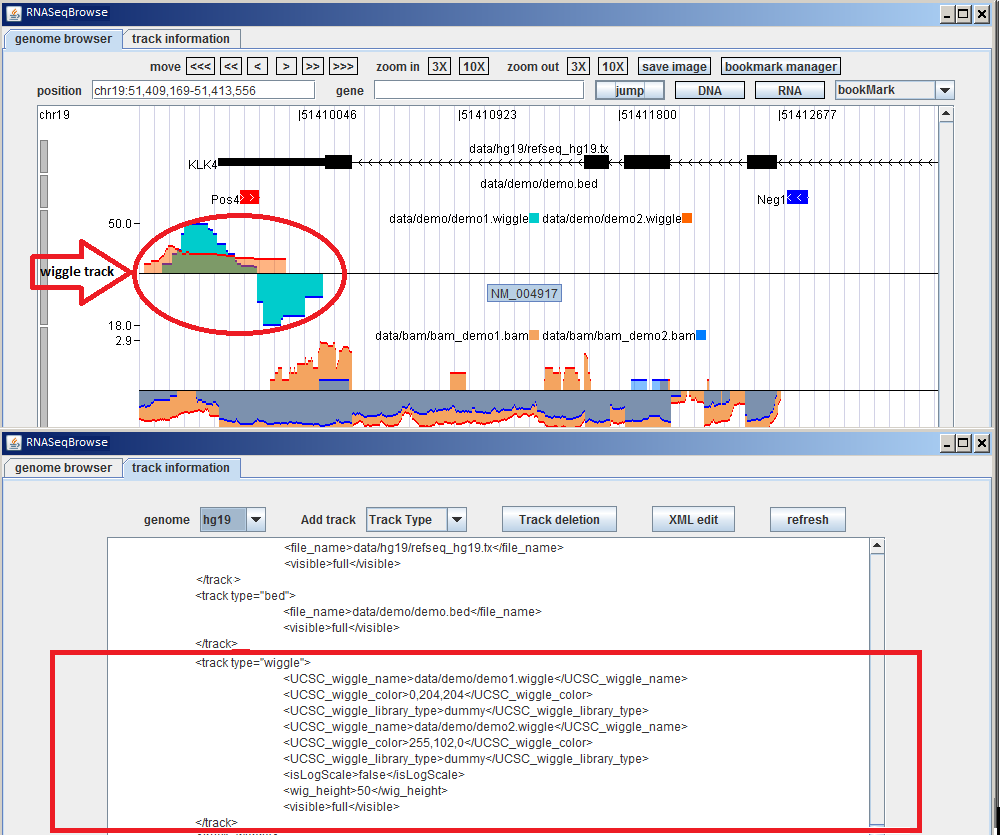 RNASeqBrowse
genome browser track information
move <<< << < > >> >>> zoom in 3X 10X zoom out 3X 10X save image bookmark manager
position chr19:51,409,169-51,413,556 gene jump DNA RNA bookMark
chr19 |51410046 |51410923 |51411800 |51412677
data/hg19/refseq_hg19.tx
KLK4
data/demo/demo.bed
Pos4 Neg1
data/demo/demo1.wiggle data/demo/demo2.wiggle
50.0
wiggle track
NM_004917
18.0
2.9 data/bam/bam_demo1.bam data/bam/bam_demo2.bam
RNASeqBrowse
genome browser track information
genome hg19 Add track Track Type Track deletion XML edit refresh
<file_name>data/hg19/refseq_hg19.tx</file_name>
<visible>full</visible>
</track>
<track type="bed">
<file_name>data/demo/demo.bed</file_name>
<visible>full</visible>
</track>
<track type="wiggle">
<UCSC_wiggle_name>data/demo/demo1.wiggle</UCSC_wiggle_name>
<UCSC_wiggle_color>0,204,204</UCSC_wiggle_color>
<UCSC_wiggle_library_type>dummy</UCSC_wiggle_library_type>
<UCSC_wiggle_name>data/demo/demo2.wiggle</UCSC_wiggle_name>
<UCSC_wiggle_color>255,102,0</UCSC_wiggle_color>
<UCSC_wiggle_library_type>dummy</UCSC_wiggle_library_type>
<isLogScale>false</isLogScale>
<wig_height>50</wig_height>
<visible>full</visible>
</track>